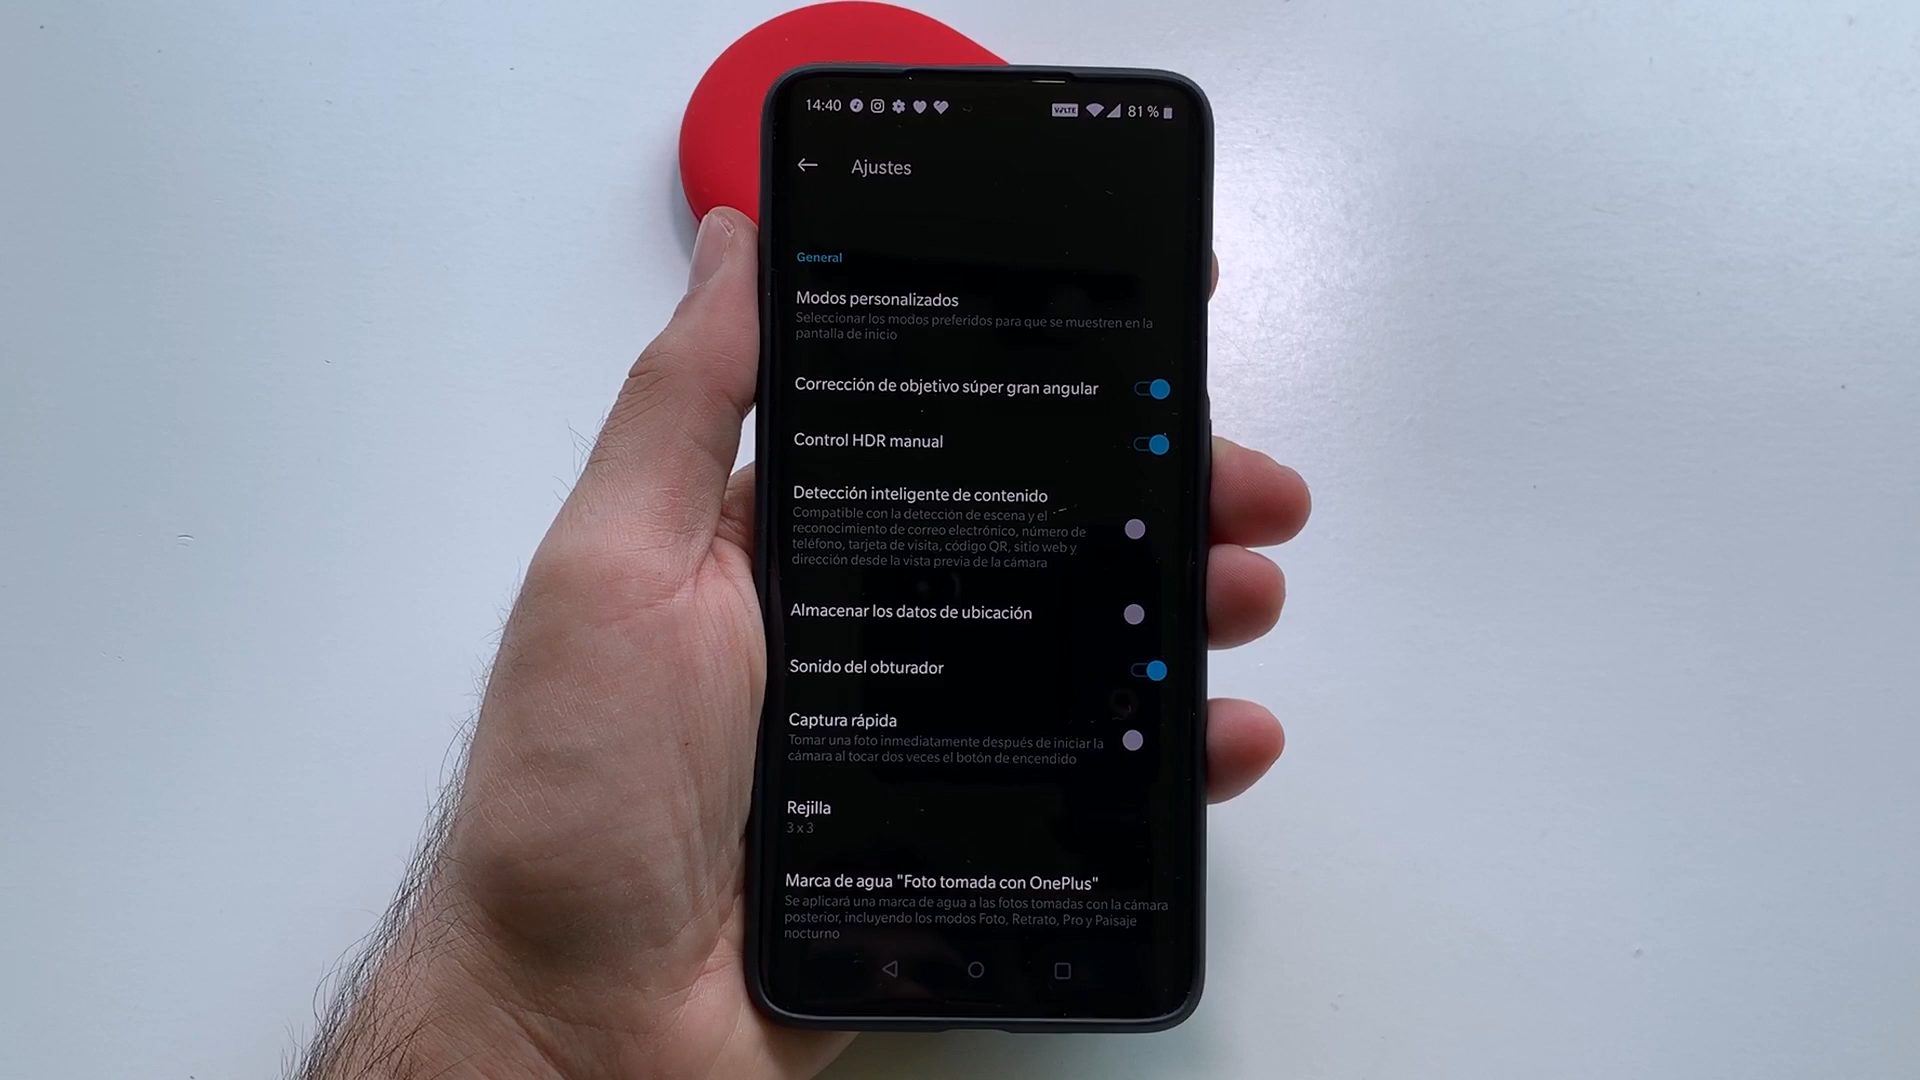 14:40
VoLTE
81 %
Ajustes
General
Modos personalizados
Seleccionar los modos preferidos para que se muestren en la
pantalla de inicio
Corrección de objetivo súper gran angular
Control HDR manual
Detección inteligente de contenido
Compatible con la detección de escena y el
reconocimiento de correo electrónico, número de
teléfono, tarjeta de visita, código QR, sitio web y
dirección desde la vista previa de la cámara
Almacenar los datos de ubicación
Sonido del obturador
Captura rápida
Tomar una foto inmediatamente después de iniciar la
cámara al tocar dos veces el botón de encendido
Rejilla
3 x 3
Marca de agua "Foto tomada con OnePlus"
Se aplicará una marca de agua a las fotos tomadas con la cámara
posterior, incluyendo los modos Foto, Retrato, Pro y Paisaje
nocturno